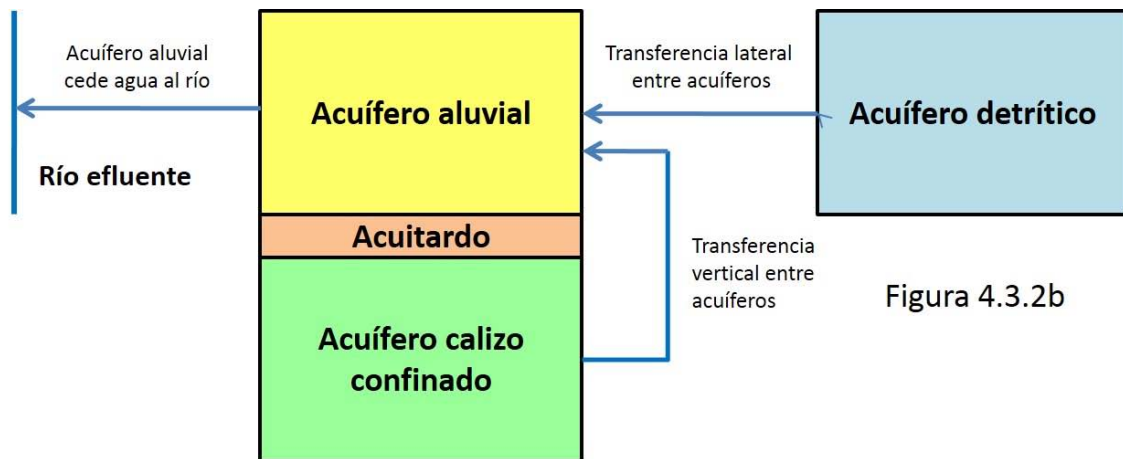 Acuífero aluvial
cede agua al río
Río efluente
Acuífero aluvial
Transferencia lateral
entre acuíferos
Acuífero detrítico
Acuitardo
Transferencia
vertical entre
acuíferos
Acuífero calizo
confinado
Figura 4.3.2b